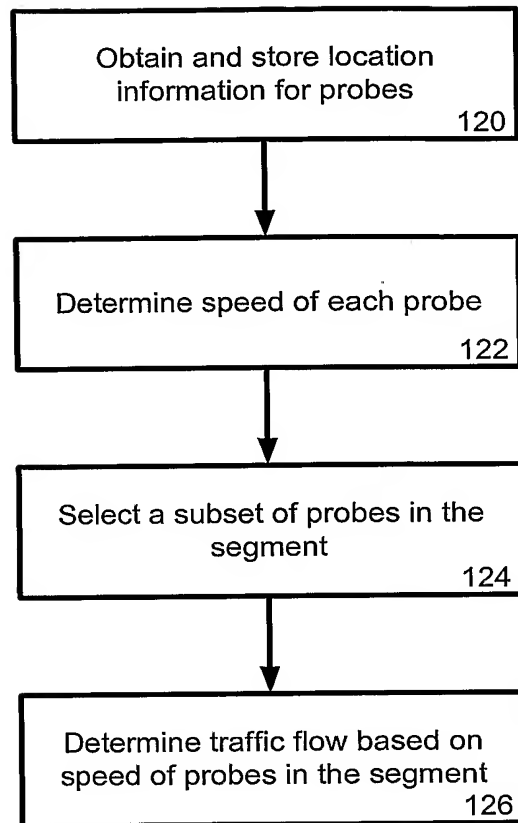 Obtain and store location
information for probes
120
Determine speed of each probe
122
Select a subset of probes in the
segment
124
Determine traffic flow based on
speed of probes in the segment
126